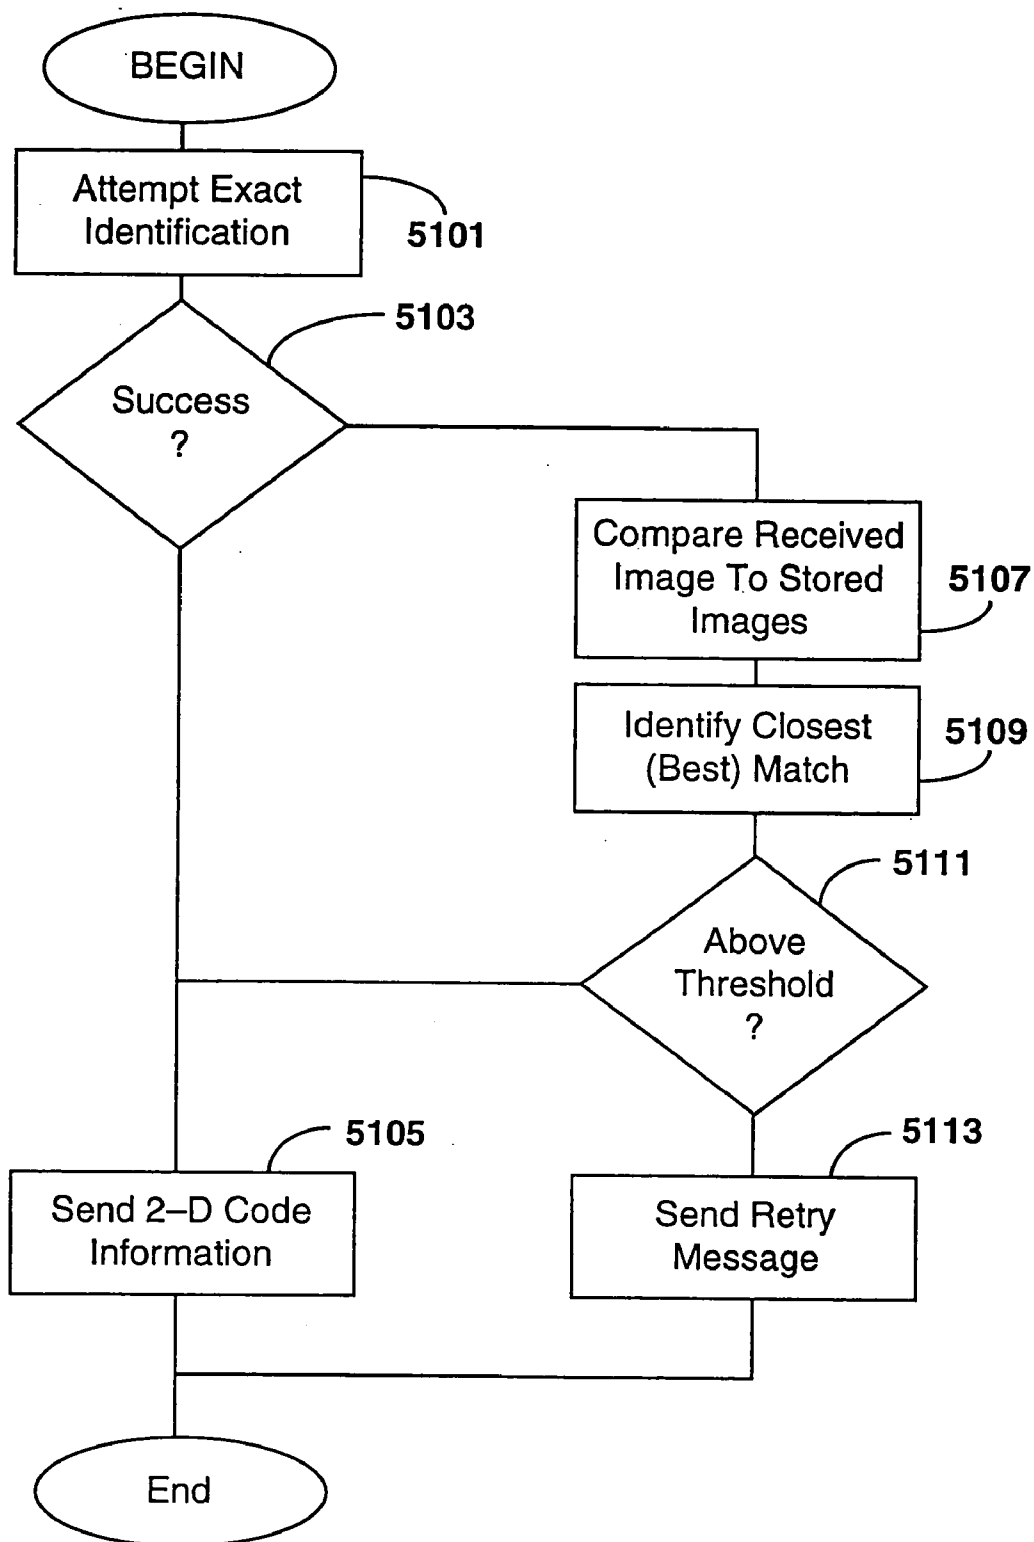 BEGIN
Attempt Exact
Identification
5101
5103
Success
?
Compare Received
Image To Stored
Images
5107
Identify Closest
(Best) Match
5109
5111
Above
Threshold
?
5105
Send 2–D Code
Information
5113
Send Retry
Message
End